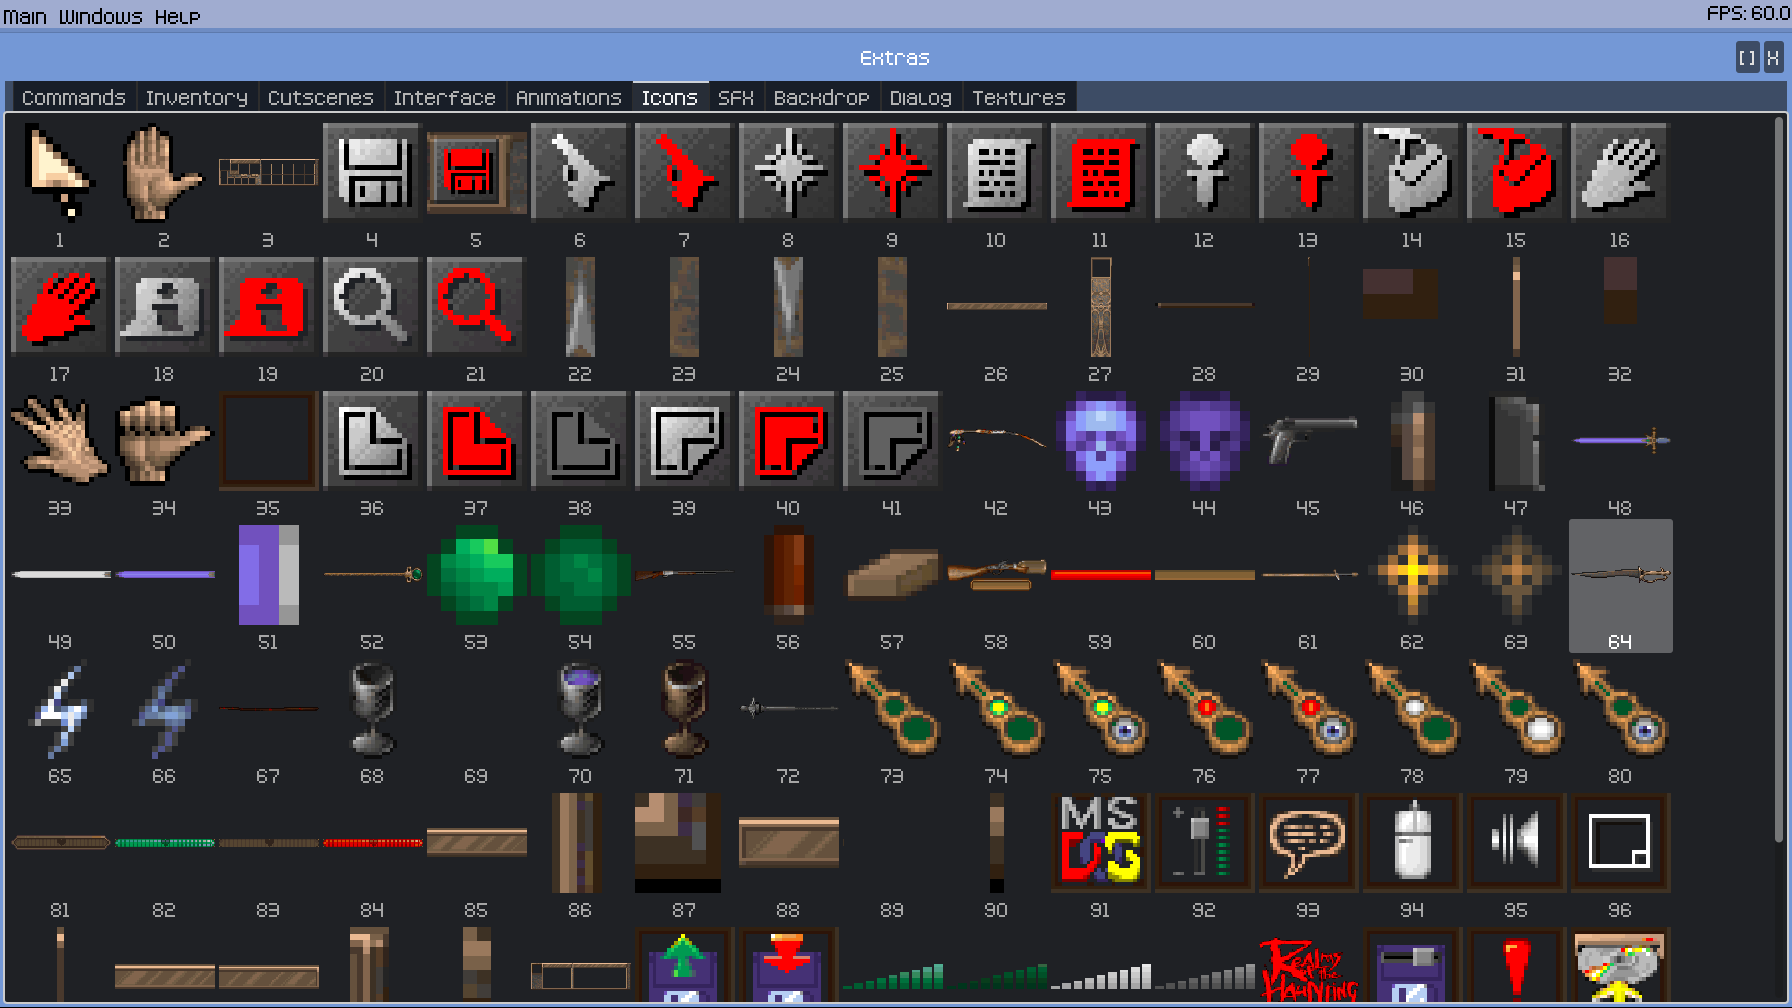 Main Windows Help FPS: 60.0
Extras [] X
Commands Inventory Cutscenes Interface Animations Icons SFX Backdrop Dialog Textures
1 2 3 4 5 6 7 8 9 10 11 12 13 14 15 16
17 18 19 20 21 22 23 24 25 26 27 28 29 30 31 32
33 34 35 36 37 38 39 40 41 42 43 44 45 46 47 48
49 50 51 52 53 54 55 56 57 58 59 60 61 62 63 64
65 66 67 68 69 70 71 72 73 74 75 76 77 78 79 80
MS
DOG
81 82 83 84 85 86 87 88 89 90 91 92 93 94 95 96
Realms
of the
Haunting